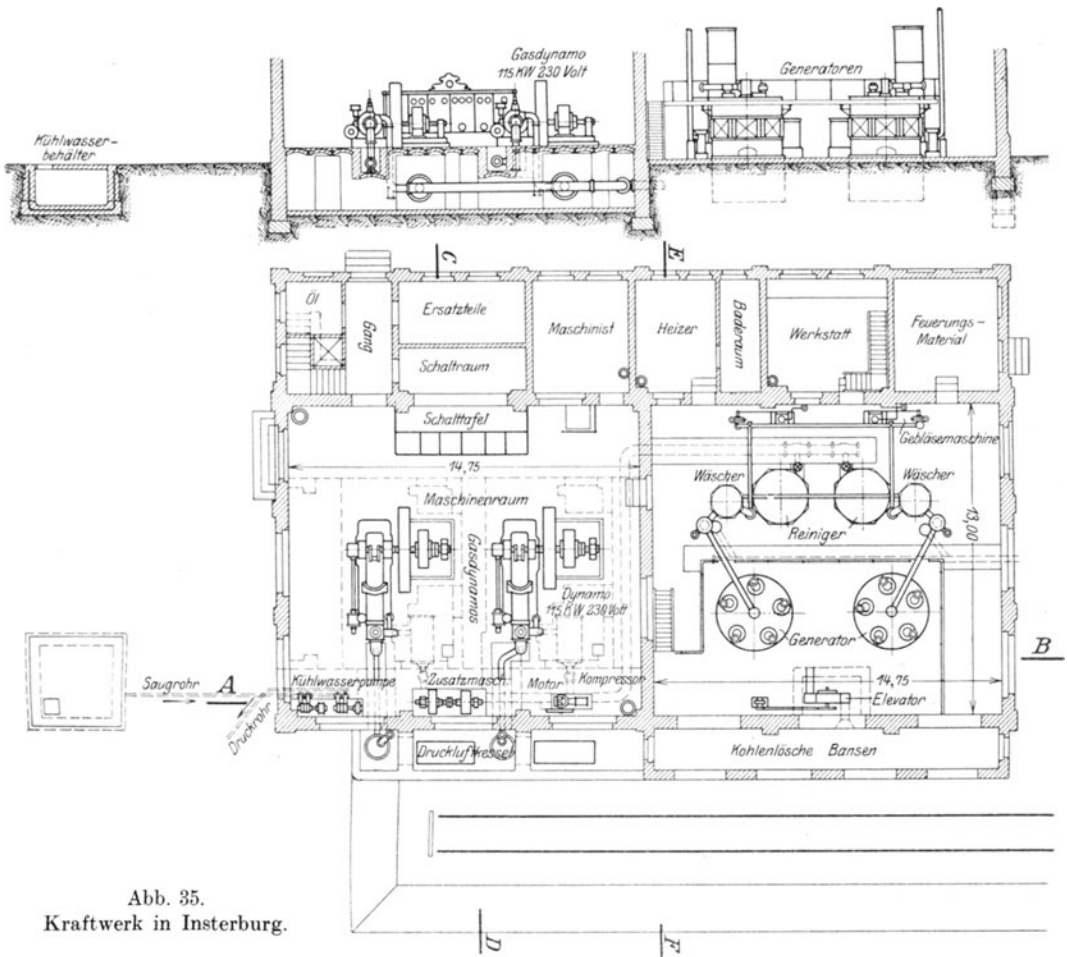 Gasdynamo
115 KW 230 Volt
Generatoren
Kühlwasser-
behälter
C
E
Öl
Gang
Ersatzteile
Schaltraum
Maschinist
Heizer
Baderaum
Werkstatt
Feuerungs-
Material
Schalttafel
Gebläsemaschine
14,75
Wäscher
Wäscher
Maschinenraum
Reiniger
13,00
Gasdynamos
Dynamo
115 KW 230 Volt
Generator
B
Saugrohr
A
Druckrohr
Kühlwasserpumpe
Zusatzmasch.
Motor
Kompressor
14,75
Elevator
Druckluftkessel
Kohlenlösche Bansen
Abb. 35.
Kraftwerk in Insterburg.
D
F